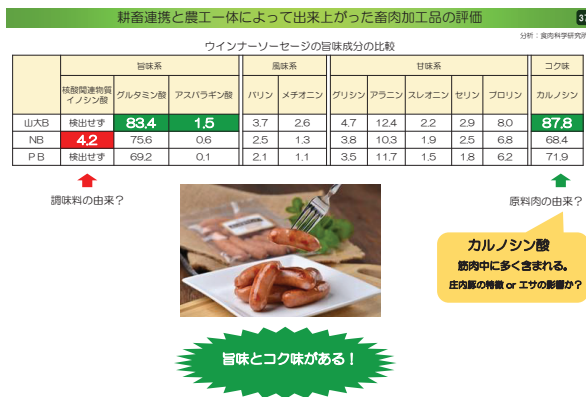 耕畜連携と農工一体によって出来上がった畜肉加工品の評価
37
分析：食肉科学研究所
ウインナーソーセージの旨味成分の比較
旨味系 風味系 甘味系 コク味
核酸関連物質 イノシン酸 グルタミン酸 アスパラギン酸 バリン メチオニン グリシン アラニン スレオニン セリン プロリン カルノシン
山大B 検出せず 83.4 1.5 3.7 2.6 4.7 12.4 2.2 2.9 8.0 87.8
NB 4.2 75.6 0.6 2.5 1.3 3.8 10.3 1.9 2.5 6.8 68.4
PB 検出せず 69.2 0.1 2.1 1.1 3.5 11.7 1.5 1.8 6.2 71.9
調味料の由来？ 原料肉の由来？
カルノシン酸
筋肉中に多く含まれる。
庄内豚の特徴 or エサの影響か？
旨味とコク味がある！